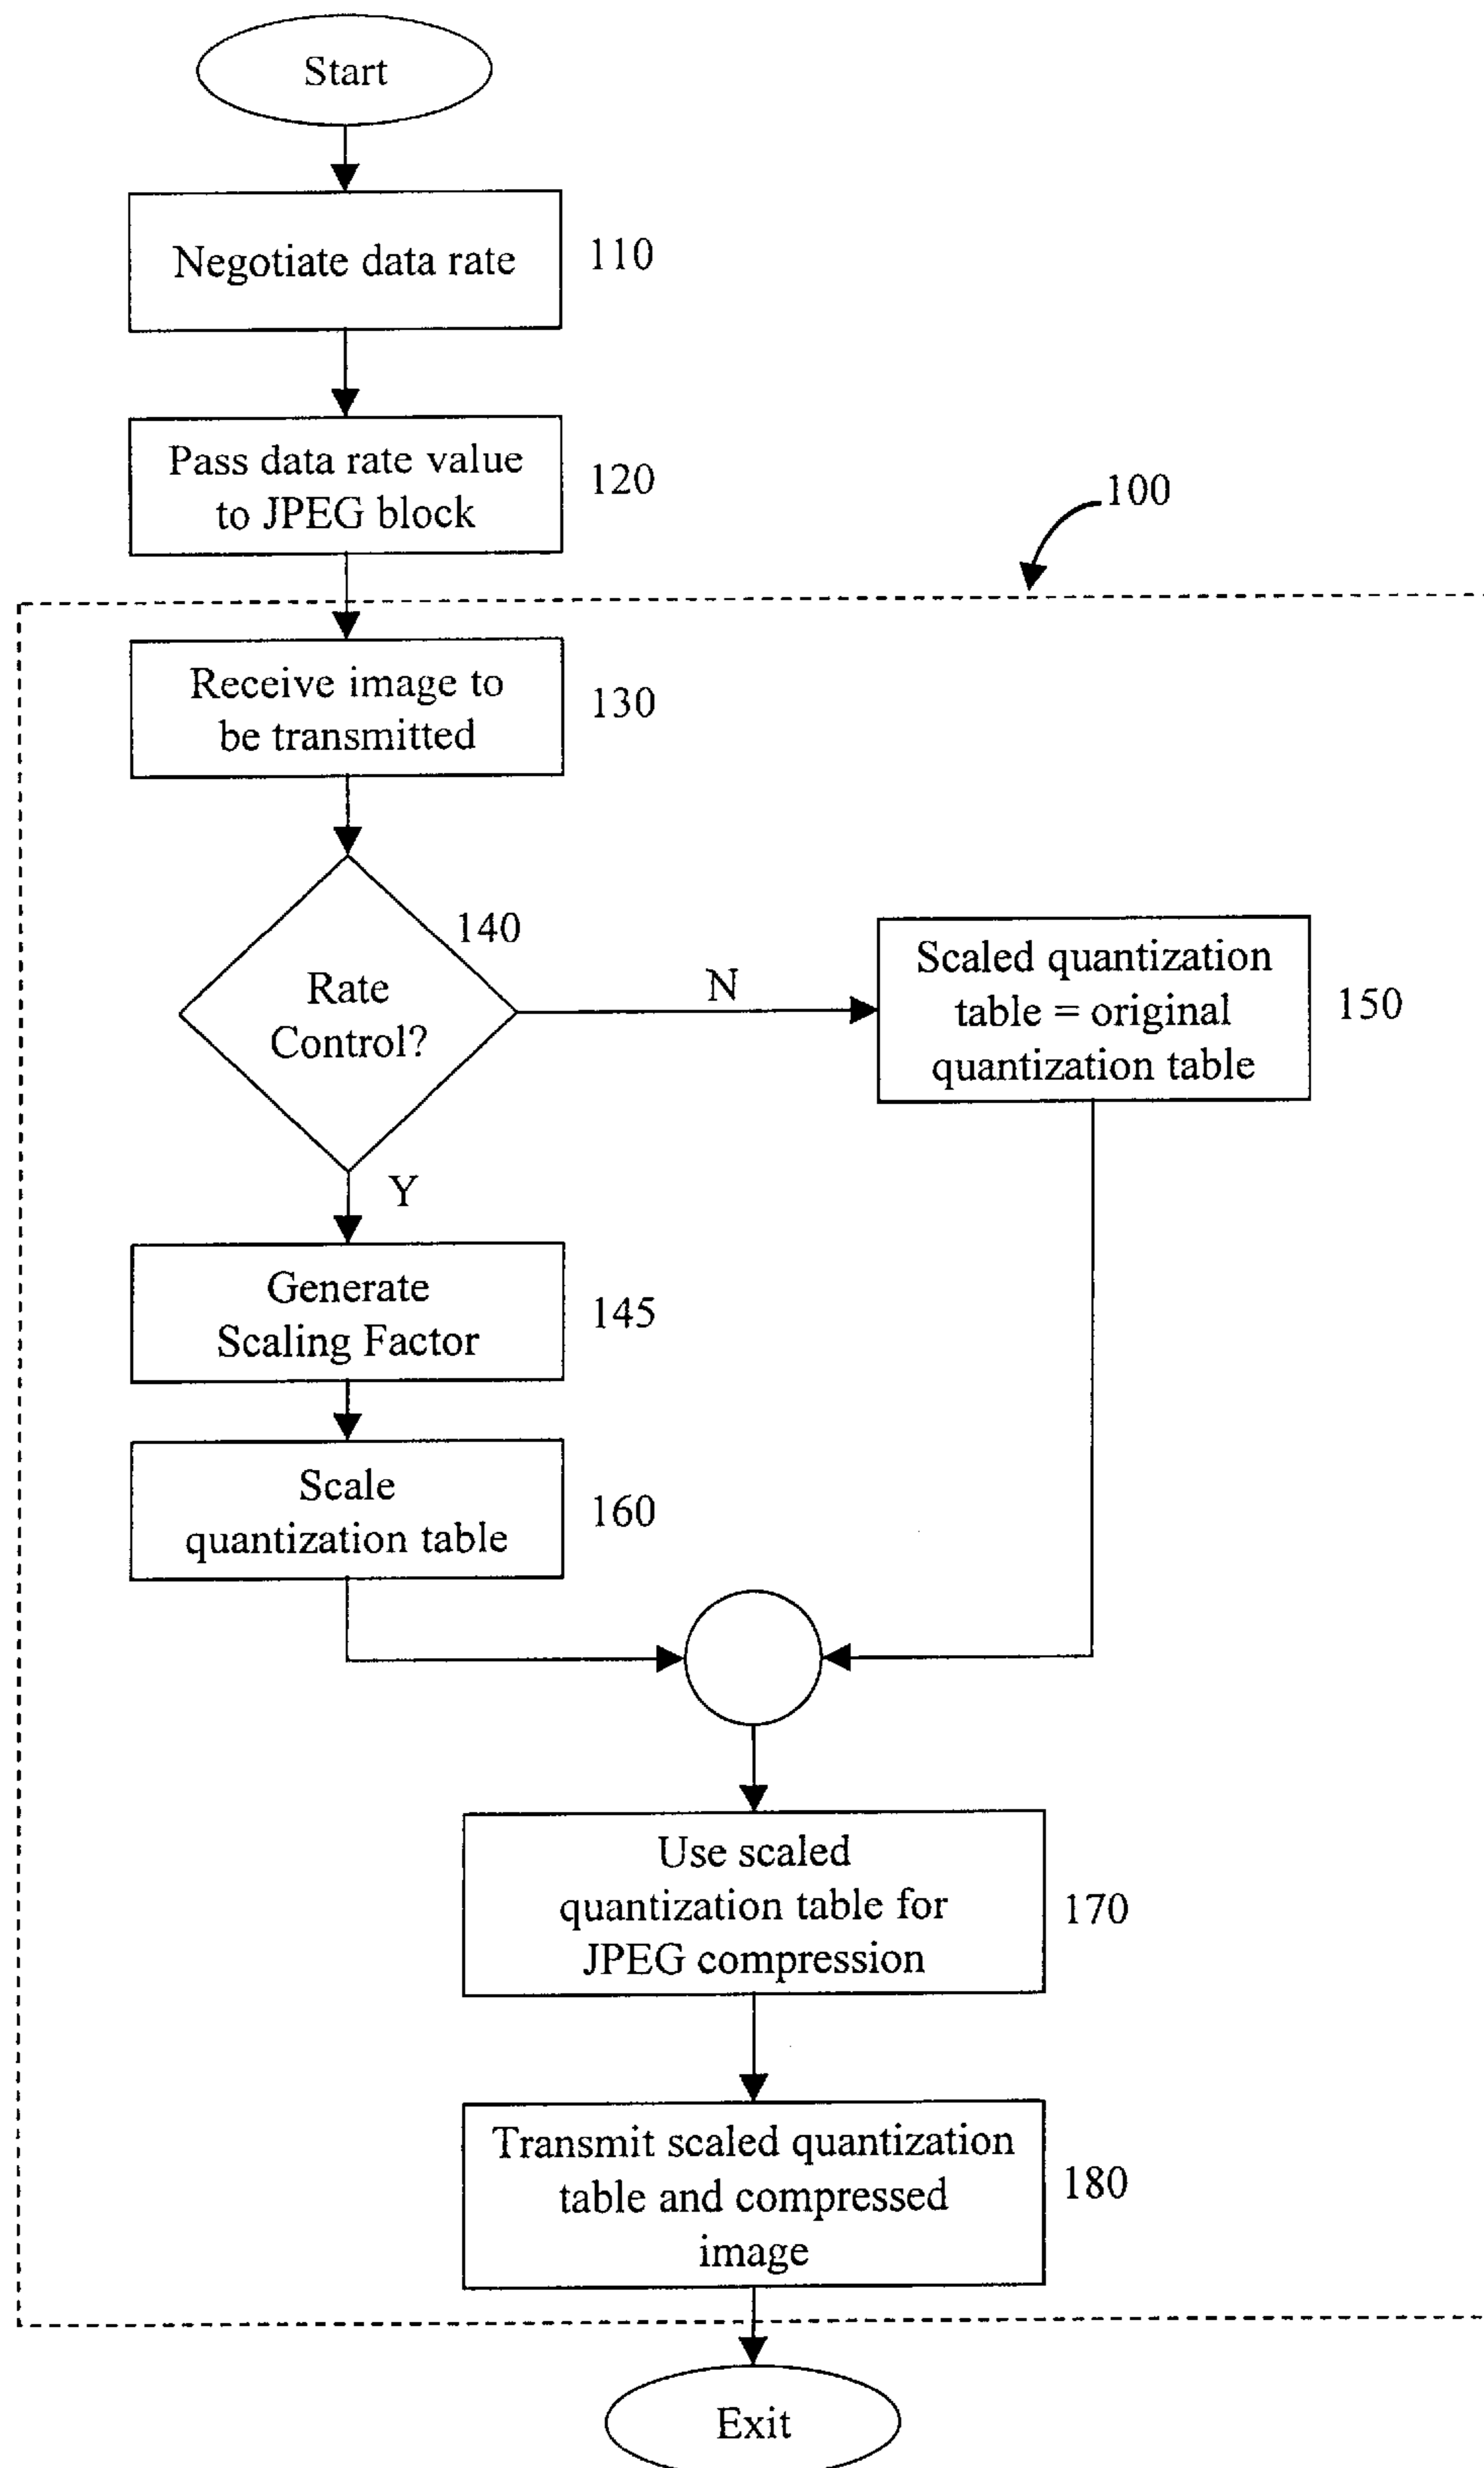 Start
Negotiate data rate
110
Pass data rate value
to JPEG block
120
100
Receive image to
be transmitted
130
140
Rate
Control?
N
Scaled quantization
table = original
quantization table
150
Y
Generate
Scaling Factor
145
Scale
quantization table
160
Use scaled
quantization table for
JPEG compression
170
Transmit scaled quantization
table and compressed
image
180
Exit